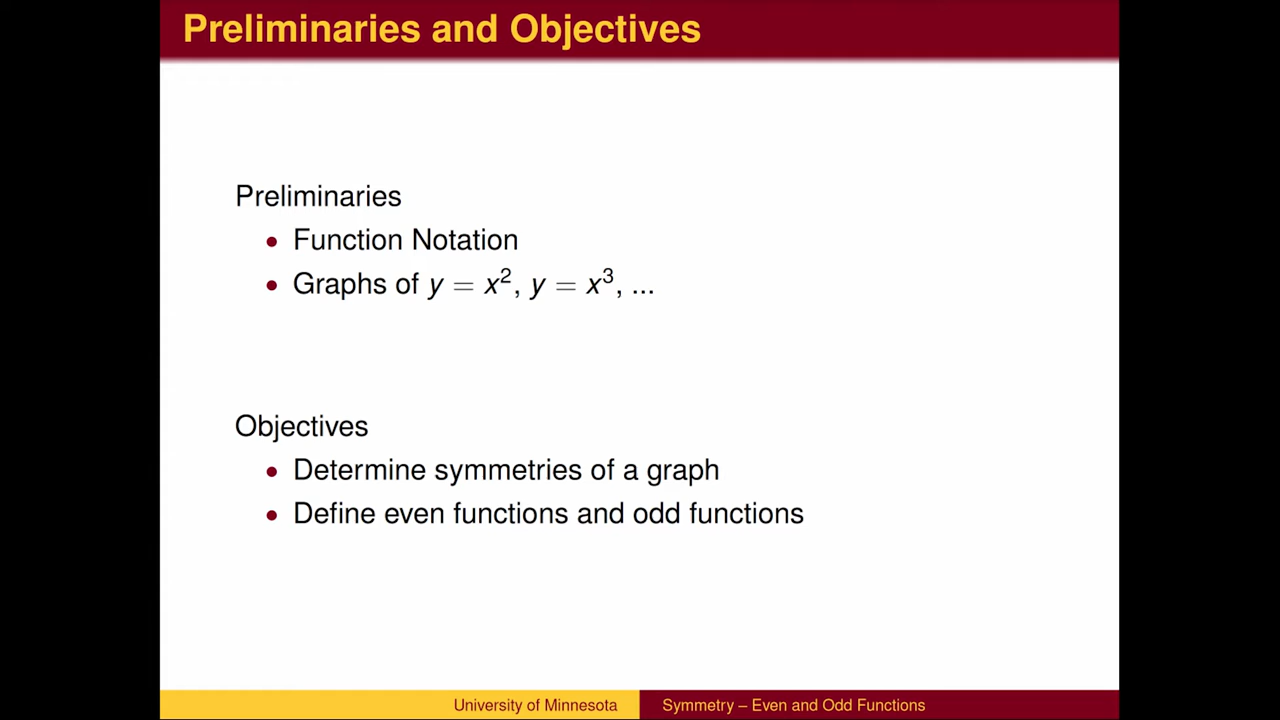 Preliminaries and Objectives
Preliminaries
• Function Notation
• Graphs of y = x², y = x³, ...
Objectives
• Determine symmetries of a graph
• Define even functions and odd functions
University of Minnesota
Symmetry – Even and Odd Functions